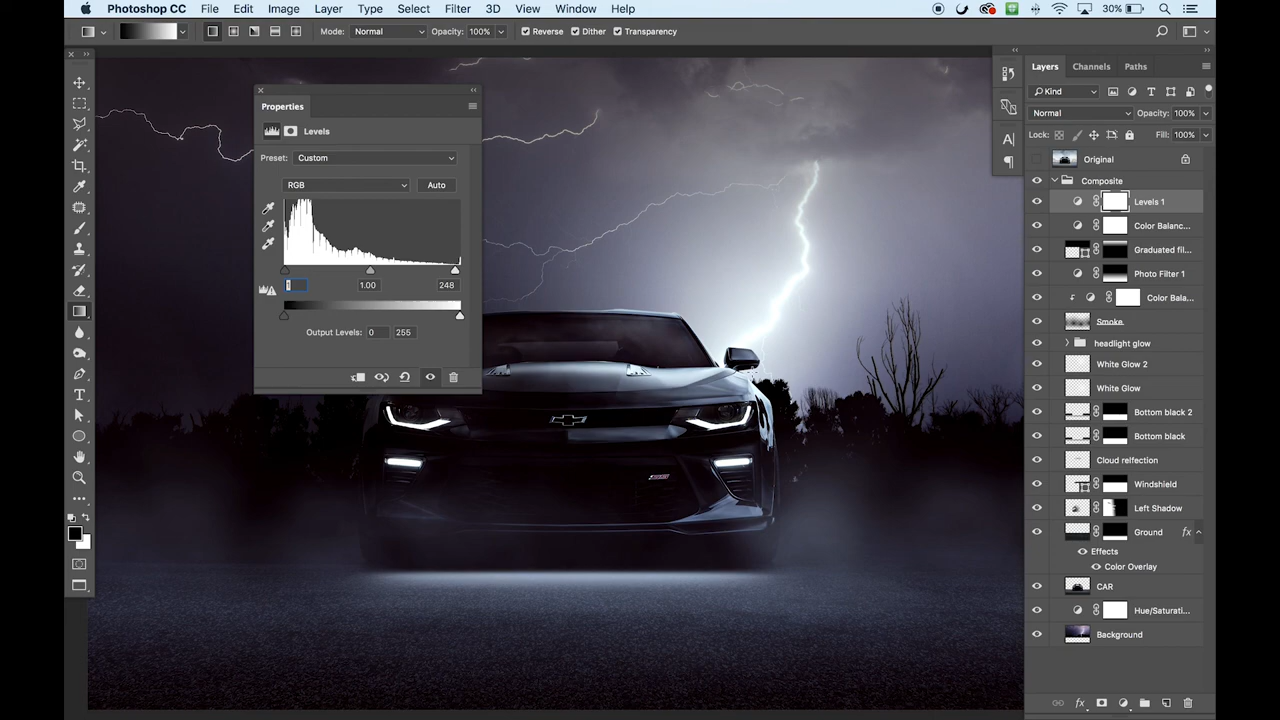 Photoshop CC File Edit Image Layer Type Select Filter 3D View Window Help 30%
Mode: Normal Opacity: 100% Reverse Dither Transparency
Properties
Levels
Preset: Custom
RGB Auto
1.00 248
Output Levels: 0 255
Layers Channels Paths
Kind
Normal Opacity: 100%
Lock: Fill: 100%
Original
Composite
Levels 1
Color Balanc...
Graduated fil...
Photo Filter 1
Color Bala...
Smoke
headlight glow
White Glow 2
White Glow
Bottom black 2
Bottom black
Cloud relfection
Windshield
Left Shadow
Ground fx
Effects
Color Overlay
CAR
Hue/Saturati...
Background
fx